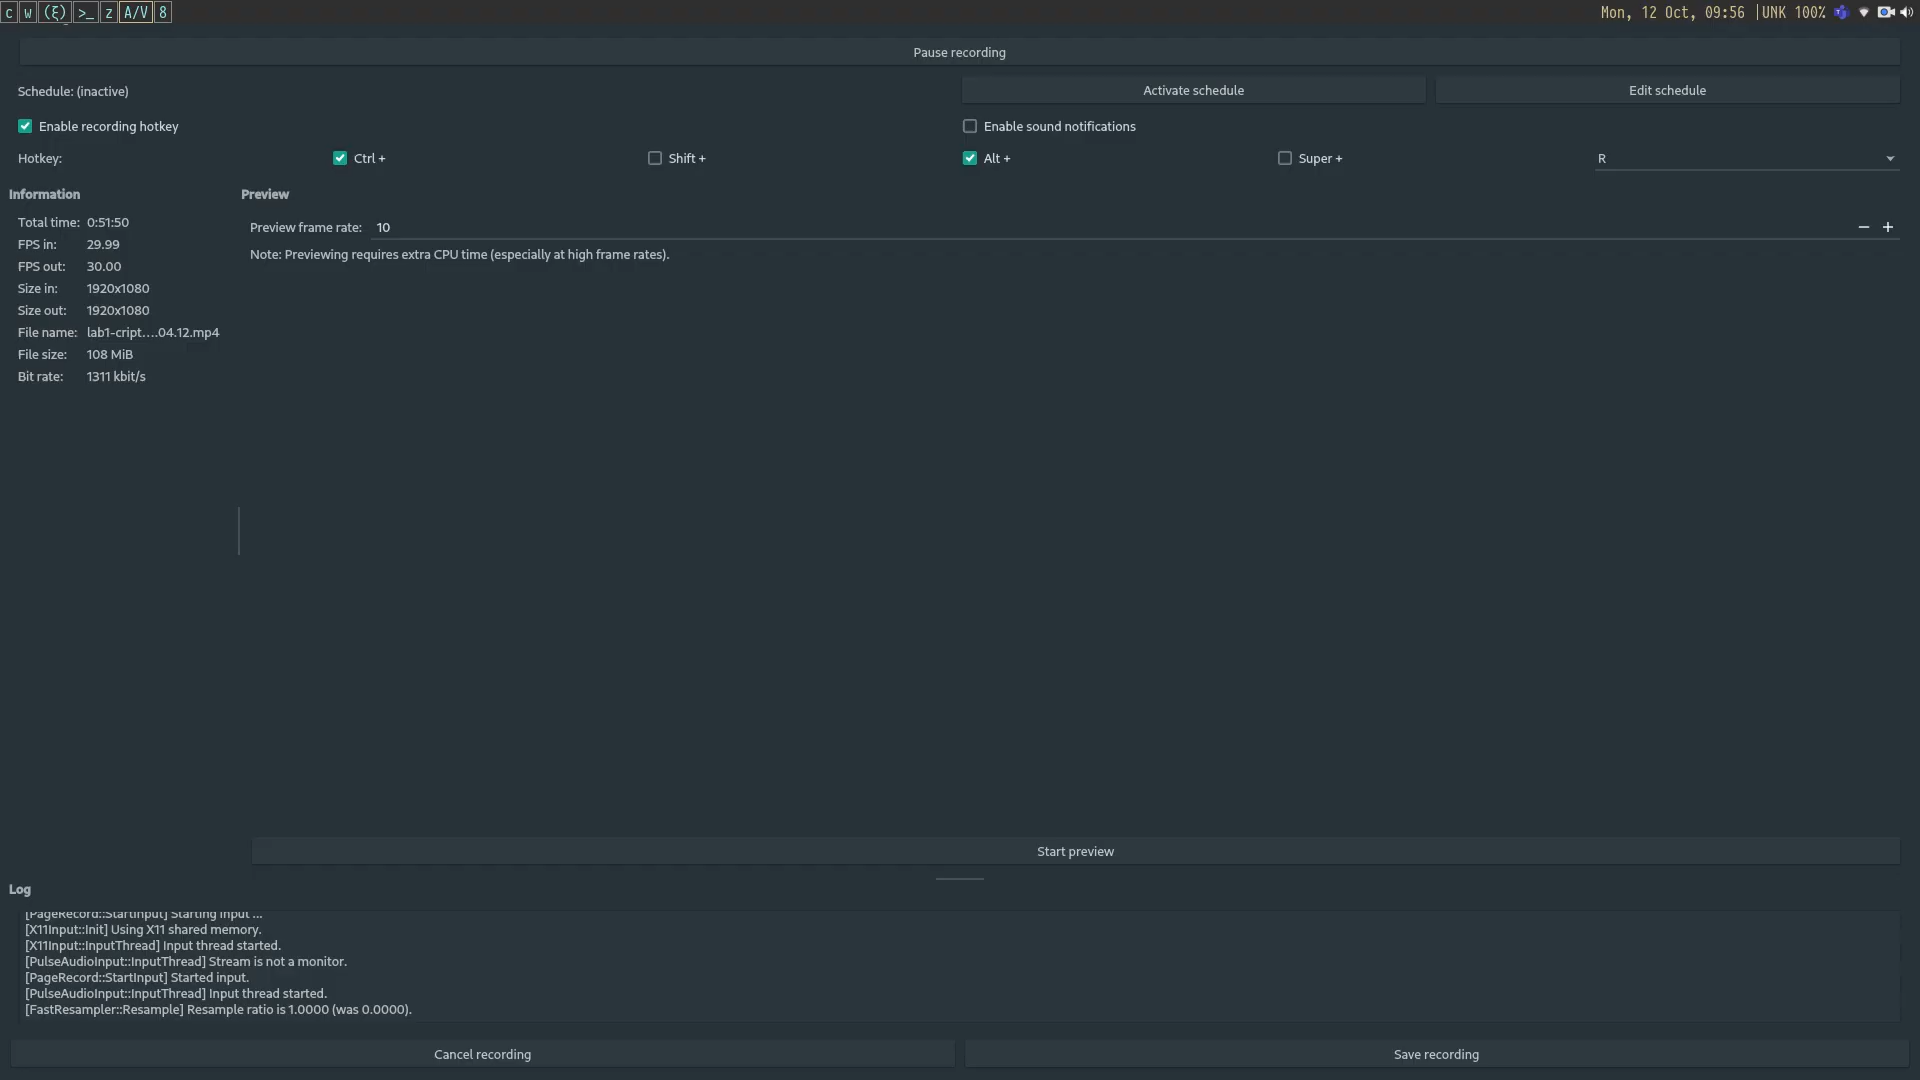 c w (ξ) >_ z A/V 8
Mon, 12 Oct, 09:56 |UNK 100%
Pause recording
Schedule: (inactive)
Activate schedule
Edit schedule
Enable recording hotkey
Enable sound notifications
Hotkey:
Ctrl +
Shift +
Alt +
Super +
R
Information
Total time: 0:51:50
FPS in: 29.99
FPS out: 30.00
Size in: 1920x1080
Size out: 1920x1080
File name: lab1-cript....04.12.mp4
File size: 108 MiB
Bit rate: 1311 kbit/s
Preview
Preview frame rate: 10
Note: Previewing requires extra CPU time (especially at high frame rates).
Start preview
Log
[PageRecord::StartInput] Starting input ...
[X11Input::Init] Using X11 shared memory.
[X11Input::InputThread] Input thread started.
[PulseAudioInput::InputThread] Stream is not a monitor.
[PageRecord::StartInput] Started input.
[PulseAudioInput::InputThread] Input thread started.
[FastResampler::Resample] Resample ratio is 1.0000 (was 0.0000).
Cancel recording
Save recording